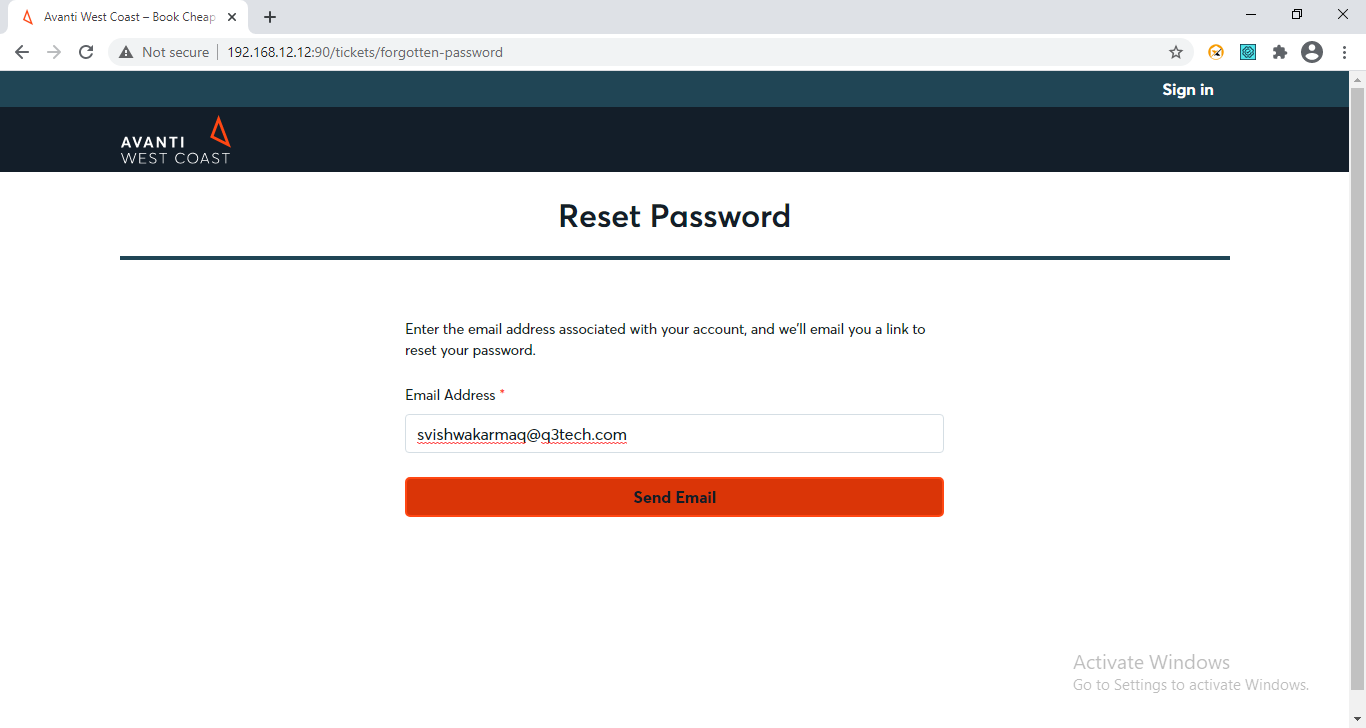 Avanti West Coast – Book Cheap
Not secure
192.168.12.12:90/tickets/forgotten-password
Sign in
AVANTI
WEST COAST
Reset Password
Enter the email address associated with your account, and we'll email you a link to
reset your password.
Email Address *
svishwakarmaq@q3tech.com
Send Email
Activate Windows
Go to Settings to activate Windows.